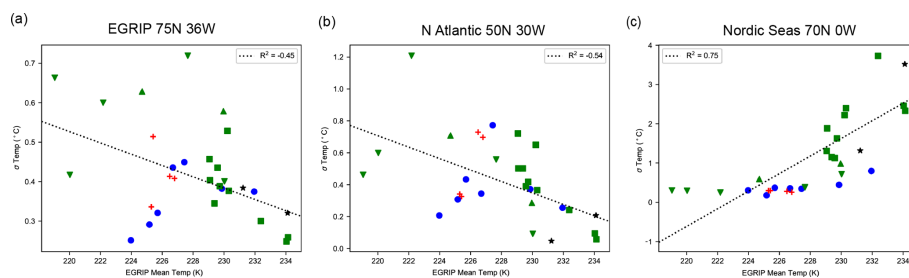 (a)
EGRIP 75N 36W
R² = -0.45
0.7
0.6
0.5
0.4
0.3
σ Temp (°C)
220 222 224 226 228 230 232 234
EGRIP Mean Temp (K)
(b)
N Atlantic 50N 30W
R² = -0.54
1.2
1.0
0.8
0.6
0.4
0.2
0.0
σ Temp (°C)
220 222 224 226 228 230 232 234
EGRIP Mean Temp (K)
(c)
Nordic Seas 70N 0W
R² = 0.75
4
3
2
1
0
−1
σ Temp (°C)
220 222 224 226 228 230 232 234
EGRIP Mean Temp (K)